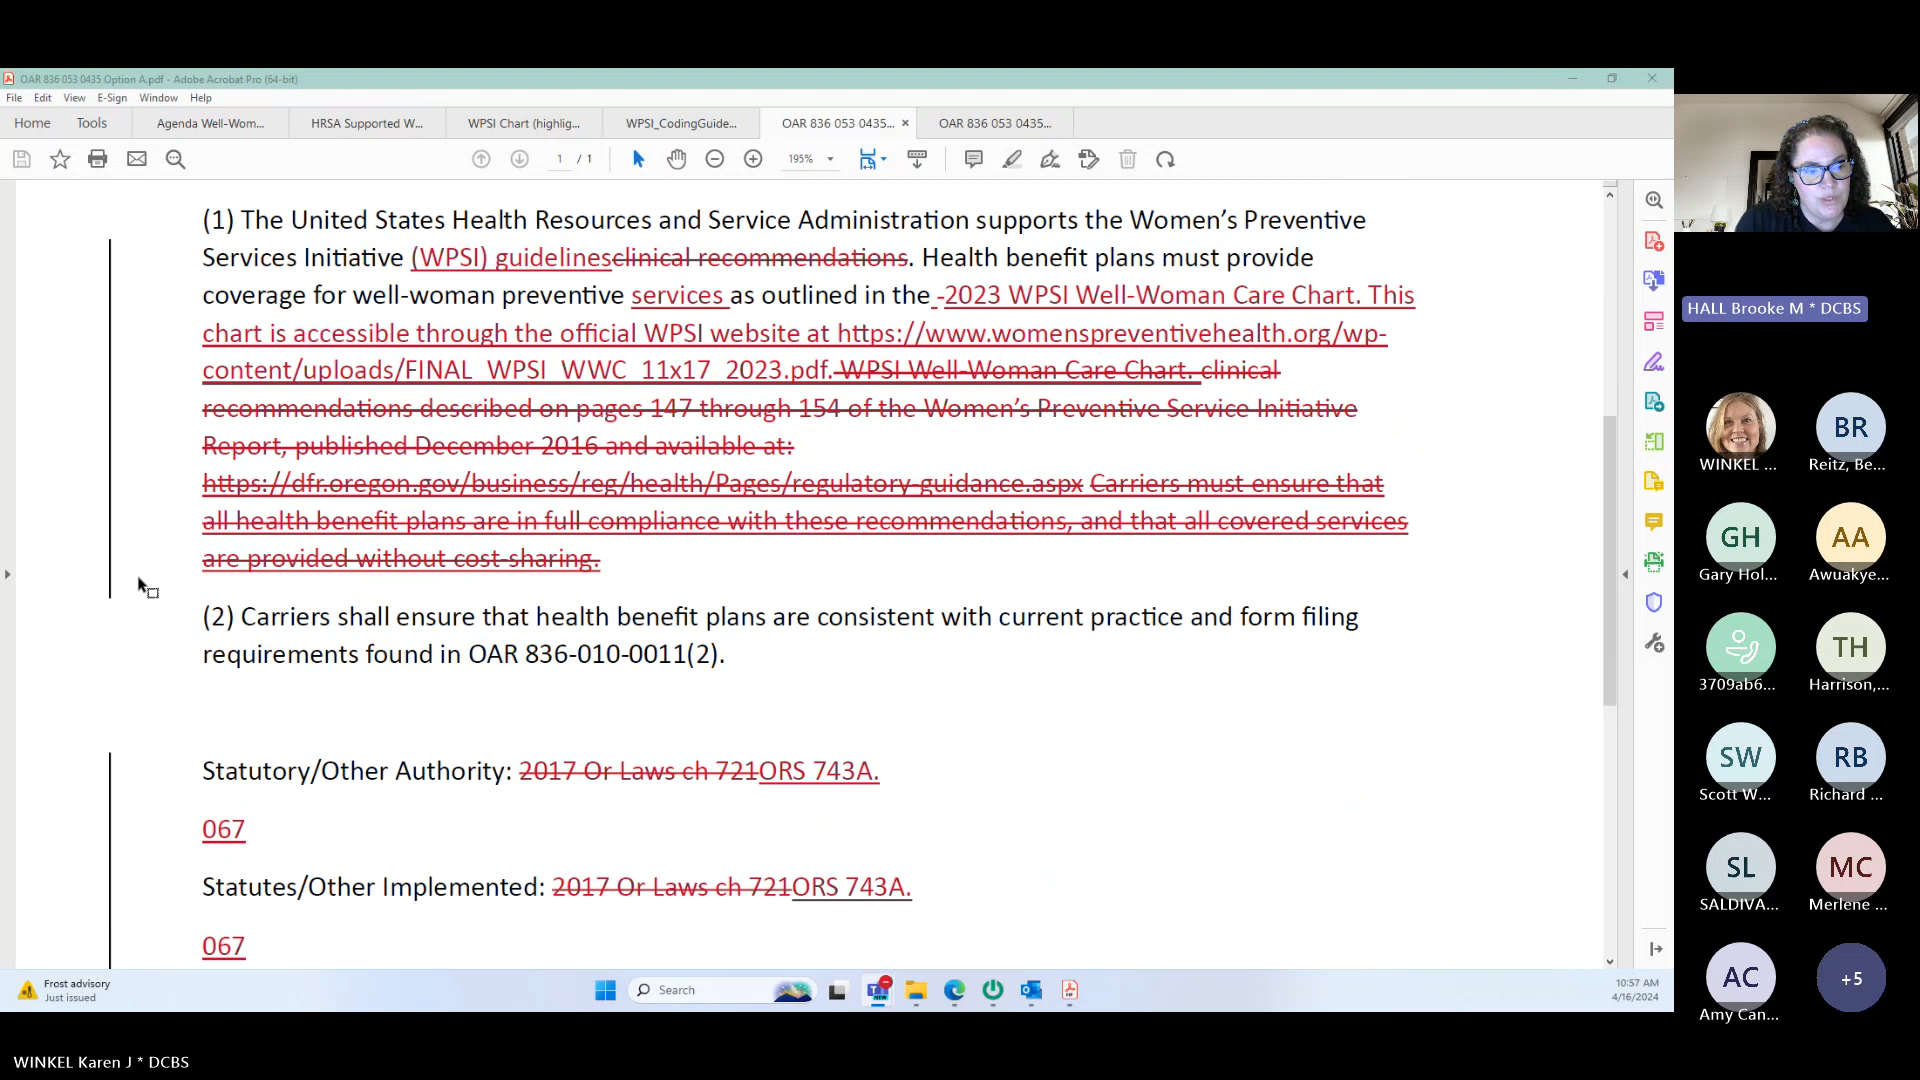 OAR 836 053 0435 Option A.pdf - Adobe Acrobat Pro (64-bit)
File Edit View E-Sign Window Help
Home Tools Agenda Well-Wom... HRSA Supported W... WPSI Chart (highlig... WPSI_CodingGuide... OAR 836 053 0435... × OAR 836 053 0435...
1 / 1 195%
(1) The United States Health Resources and Service Administration supports the Women’s Preventive
Services Initiative (WPSI) guidelinesclinical recommendations. Health benefit plans must provide
coverage for well-woman preventive services as outlined in the -2023 WPSI Well-Woman Care Chart. This
chart is accessible through the official WPSI website at https://www.womenspreventivehealth.org/wp-
content/uploads/FINAL_WPSI_WWC_11x17_2023.pdf. WPSI Well-Woman Care Chart. clinical
recommendations described on pages 147 through 154 of the Women’s Preventive Service Initiative
Report, published December 2016 and available at:
https://dfr.oregon.gov/business/reg/health/Pages/regulatory-guidance.aspx Carriers must ensure that
all health benefit plans are in full compliance with these recommendations, and that all covered services
are provided without cost-sharing.
(2) Carriers shall ensure that health benefit plans are consistent with current practice and form filing
requirements found in OAR 836-010-0011(2).
Statutory/Other Authority: 2017 Or Laws ch 721ORS 743A.
067
Statutes/Other Implemented: 2017 Or Laws ch 721ORS 743A.
067
Frost advisory
Just issued
Search
10:57 AM
4/16/2024
HALL Brooke M * DCBS
WINKEL ...
BR
Reitz, Be...
GH
Gary Hol...
AA
Awuakye...
3709ab6...
TH
Harrison,...
SW
Scott W...
RB
Richard ...
SL
SALDIVA...
MC
Merlene ...
AC
Amy Can...
+5
WINKEL Karen J * DCBS